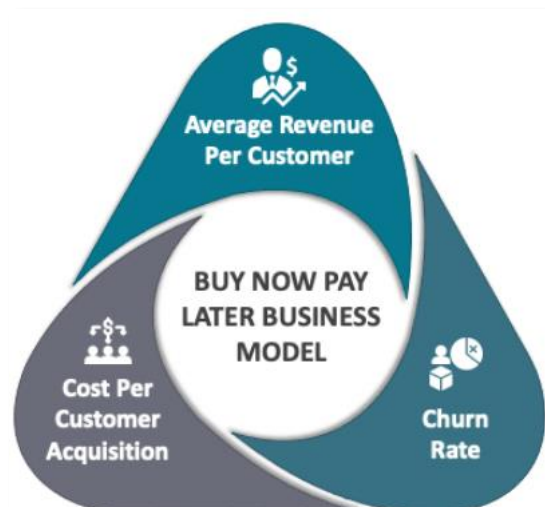 Average Revenue
Per Customer
BUY NOW PAY
LATER BUSINESS
MODEL
Cost Per
Customer
Acquisition
Churn
Rate